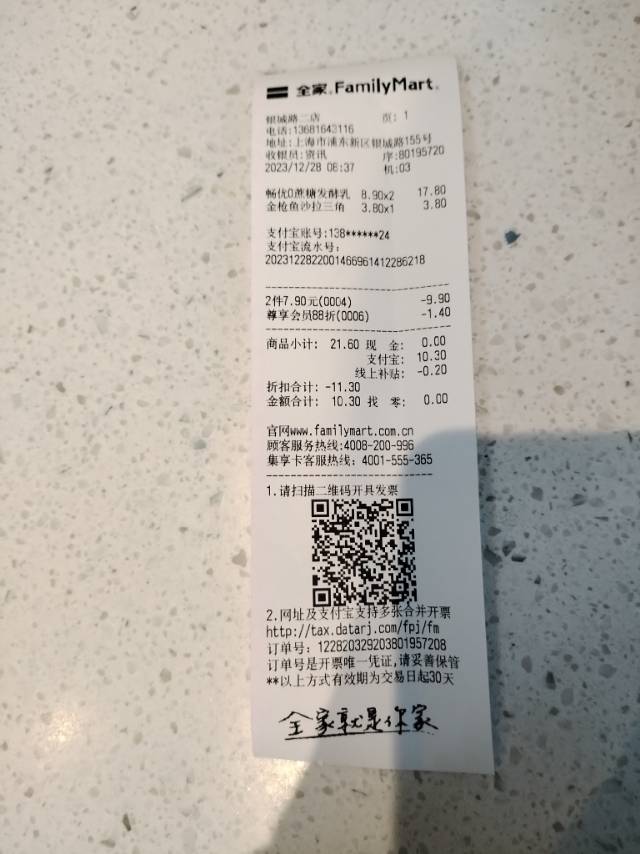 全家 FamilyMart
银城路二店 页: 1
电话:13681643116
地址:上海市浦东新区银城路155号
收银员:资讯 序:80195720
2023/12/28 08:37 机:03
畅优0蔗糖发酵乳 8.90x2 17.80
金枪鱼沙拉三角 3.80x1 3.80
支付宝账号:138******24
支付宝流水号:
2023122822001466961412286218
2件7.90元(0004) -9.90
尊享会员88折(0006) -1.40
商品小计: 21.60 现 金: 0.00
支付宝: 10.30
线上补贴: -0.20
折扣合计: -11.30
金额合计: 10.30 找 零: 0.00
官网www.familymart.com.cn
顾客服务热线:4008-200-996
集享卡客服热线: 4001-555-365
1.请扫描二维码开具发票
2.网址及支付宝支持多张合并开票
http://tax.datarj.com/fpj/fm
订单号: 122820329203801957208
订单号是开票唯一凭证,请妥善保管
**以上方式有效期为交易日起30天
全家就是你家